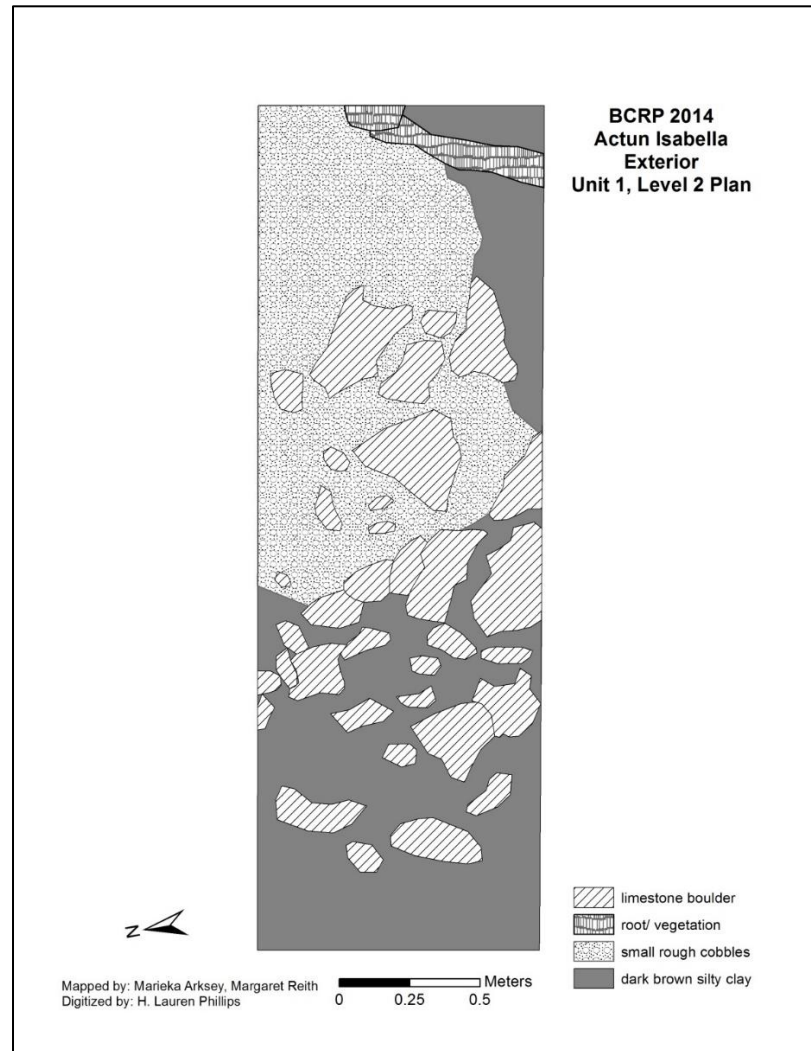 BCRP 2014
Actun Isabella
Exterior
Unit 1, Level 2 Plan
limestone boulder
root/ vegetation
small rough cobbles
dark brown silty clay
N
Mapped by: Marieka Arksey, Margaret Reith
Digitized by: H. Lauren Phillips
Meters
0 0.25 0.5